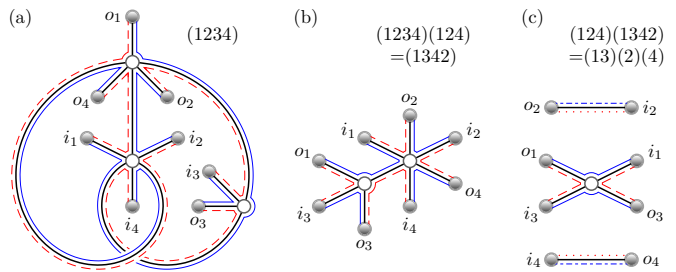 (a)
o₁
(1234)
o₄
o₂
i₁
i₂
i₃
i₄
o₃
(b)
(1234)(124)
=(1342)
o₂
i₁
i₂
o₁
i₃
o₄
i₄
o₃
(c)
(124)(1342)
=(13)(2)(4)
o₂
i₂
o₁
i₁
i₃
o₃
i₄
o₄